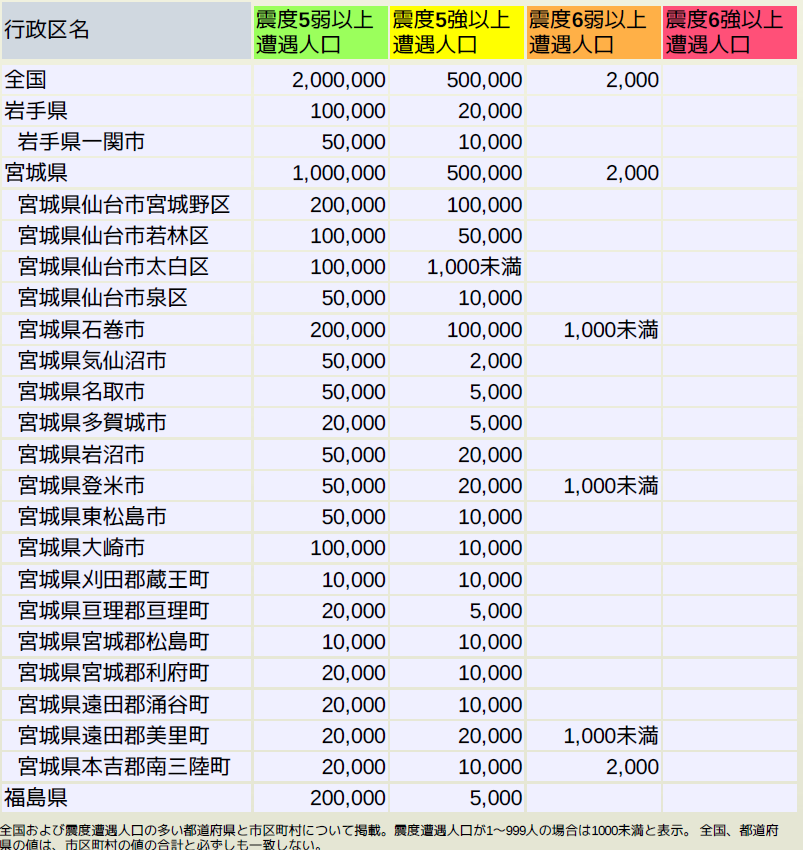 行政区名 震度5弱以上遭遇人口 震度5強以上遭遇人口 震度6弱以上遭遇人口 震度6強以上遭遇人口
全国 2,000,000 500,000 2,000
岩手県 100,000 20,000
岩手県一関市 50,000 10,000
宮城県 1,000,000 500,000 2,000
宮城県仙台市宮城野区 200,000 100,000
宮城県仙台市若林区 100,000 50,000
宮城県仙台市太白区 100,000 1,000未満
宮城県仙台市泉区 50,000 10,000
宮城県石巻市 200,000 100,000 1,000未満
宮城県気仙沼市 50,000 2,000
宮城県名取市 50,000 5,000
宮城県多賀城市 20,000 5,000
宮城県岩沼市 50,000 20,000
宮城県登米市 50,000 20,000 1,000未満
宮城県東松島市 50,000 10,000
宮城県大崎市 100,000 10,000
宮城県刈田郡蔵王町 10,000 10,000
宮城県亘理郡亘理町 20,000 5,000
宮城県宮城郡松島町 10,000 10,000
宮城県宮城郡利府町 20,000 10,000
宮城県遠田郡涌谷町 20,000 10,000
宮城県遠田郡美里町 20,000 20,000 1,000未満
宮城県本吉郡南三陸町 20,000 10,000 2,000
福島県 200,000 5,000
全国および震度遭遇人口の多い都道府県と市区町村について掲載。震度遭遇人口が1〜999人の場合は1000未満と表示。 全国、都道府
県の値は、市区町村の値の合計と必ずしも一致しない。